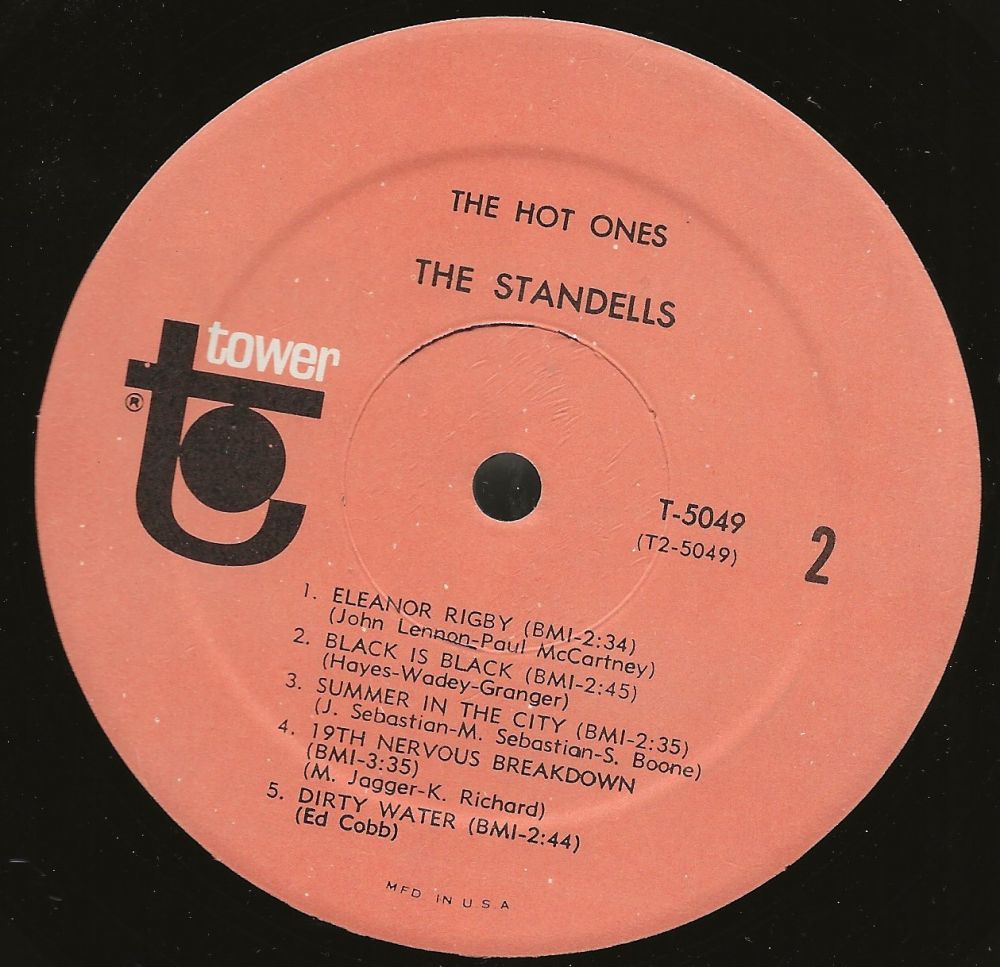 THE HOT ONES
THE STANDELLS
tower
®
T-5049
(T2-5049)
2
1. ELEANOR RIGBY (BMI-2:34)
(John Lennon-Paul McCartney)
2. BLACK IS BLACK (BMI-2:45)
(Hayes-Wadey-Granger)
3. SUMMER IN THE CITY (BMI-2:35)
(J. Sebastian-M. Sebastian-S. Boone)
4. 19TH NERVOUS BREAKDOWN
(BMI-3:35)
(M. Jagger-K. Richard)
5. DIRTY WATER (BMI-2:44)
(Ed Cobb)
MFD IN U.S.A